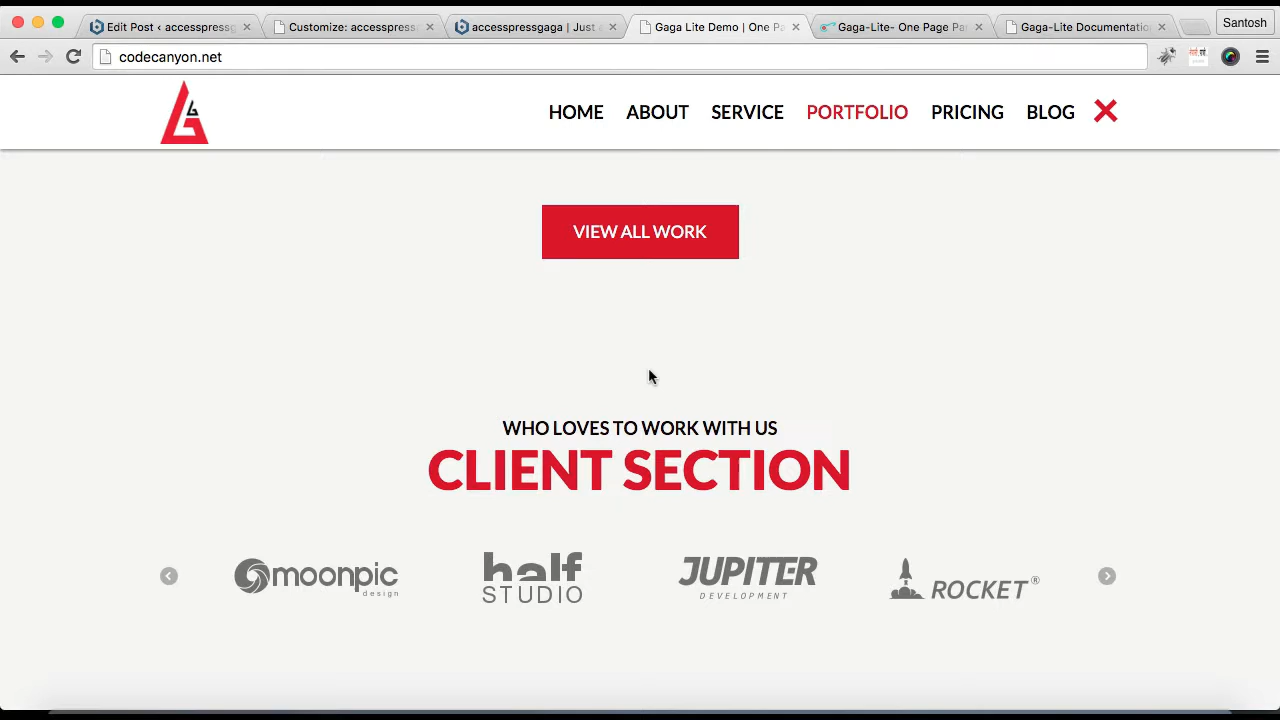 Edit Post ‹ accesspressg
Customize: accesspress
accesspressgaga | Just a
Gaga Lite Demo | One Pa
Gaga-Lite- One Page Par
Gaga-Lite Documentatio
Santosh
codecanyon.net
HOME ABOUT SERVICE PORTFOLIO PRICING BLOG
VIEW ALL WORK
WHO LOVES TO WORK WITH US
CLIENT SECTION
moonpic
design
half
STUDIO
JUPITER
DEVELOPMENT
ROCKET®